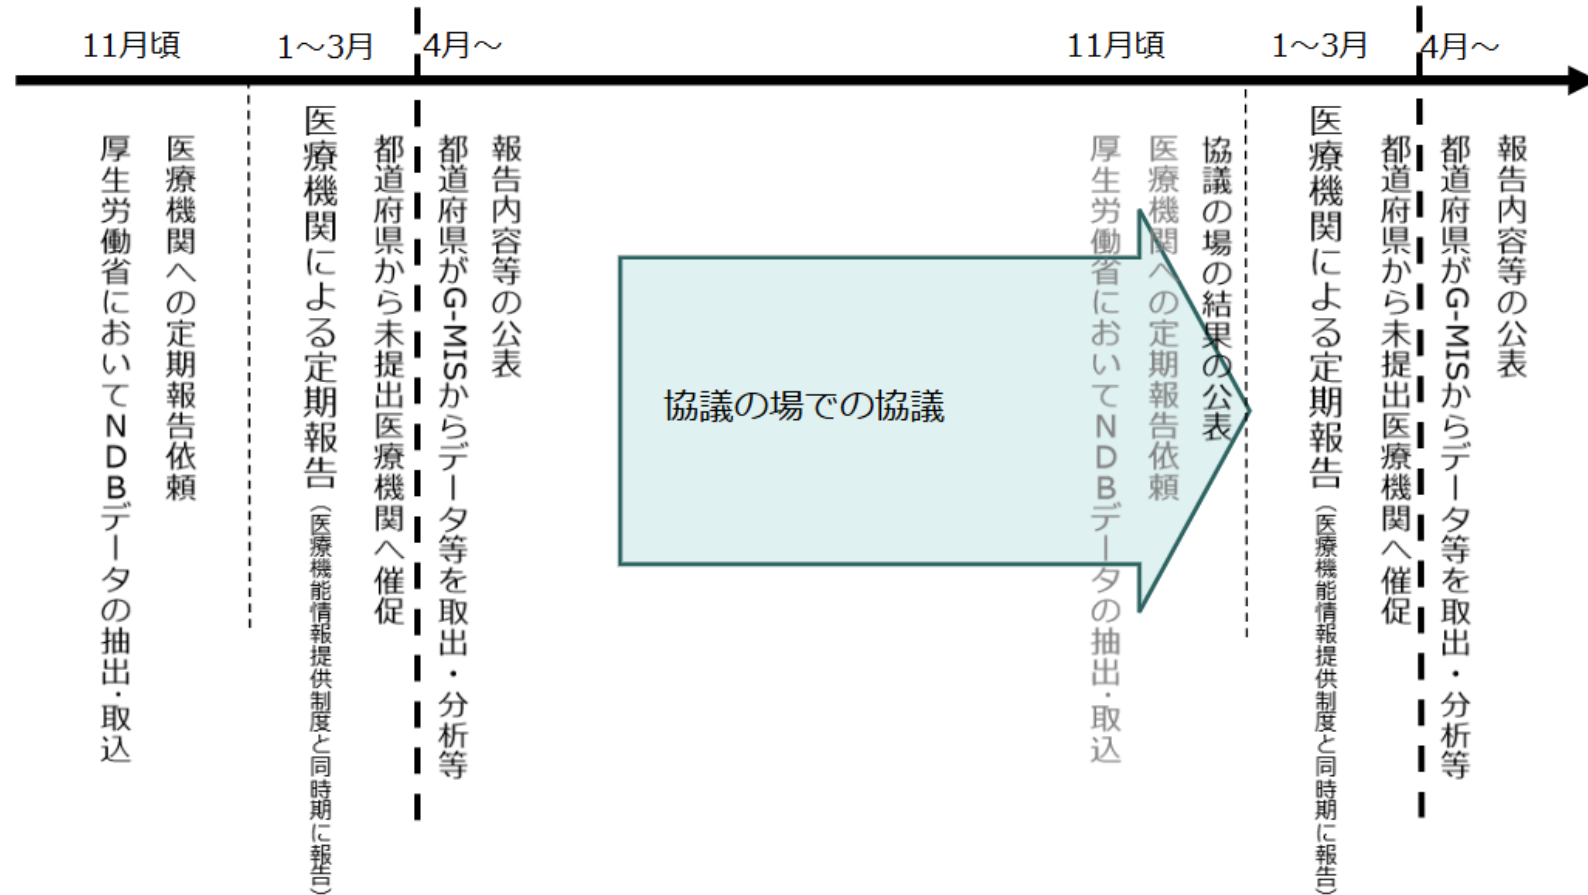 11月頃
1～3月
4月～
11月頃
1～3月
4月～
厚生労働省においてNDBデータの抽出・取込
医療機関への定期報告依頼
医療機関による定期報告（医療機能情報提供制度と同時期に報告）
都道府県から未提出医療機関へ催促
都道府県がG-MISからデータ等を取出・分析等
報告内容等の公表
協議の場での協議
厚生労働省においてNDBデータの抽出・取込
医療機関への定期報告依頼
協議の場の結果の公表
医療機関による定期報告（医療機能情報提供制度と同時期に報告）
都道府県から未提出医療機関へ催促
都道府県がG-MISからデータ等を取出・分析等
報告内容等の公表